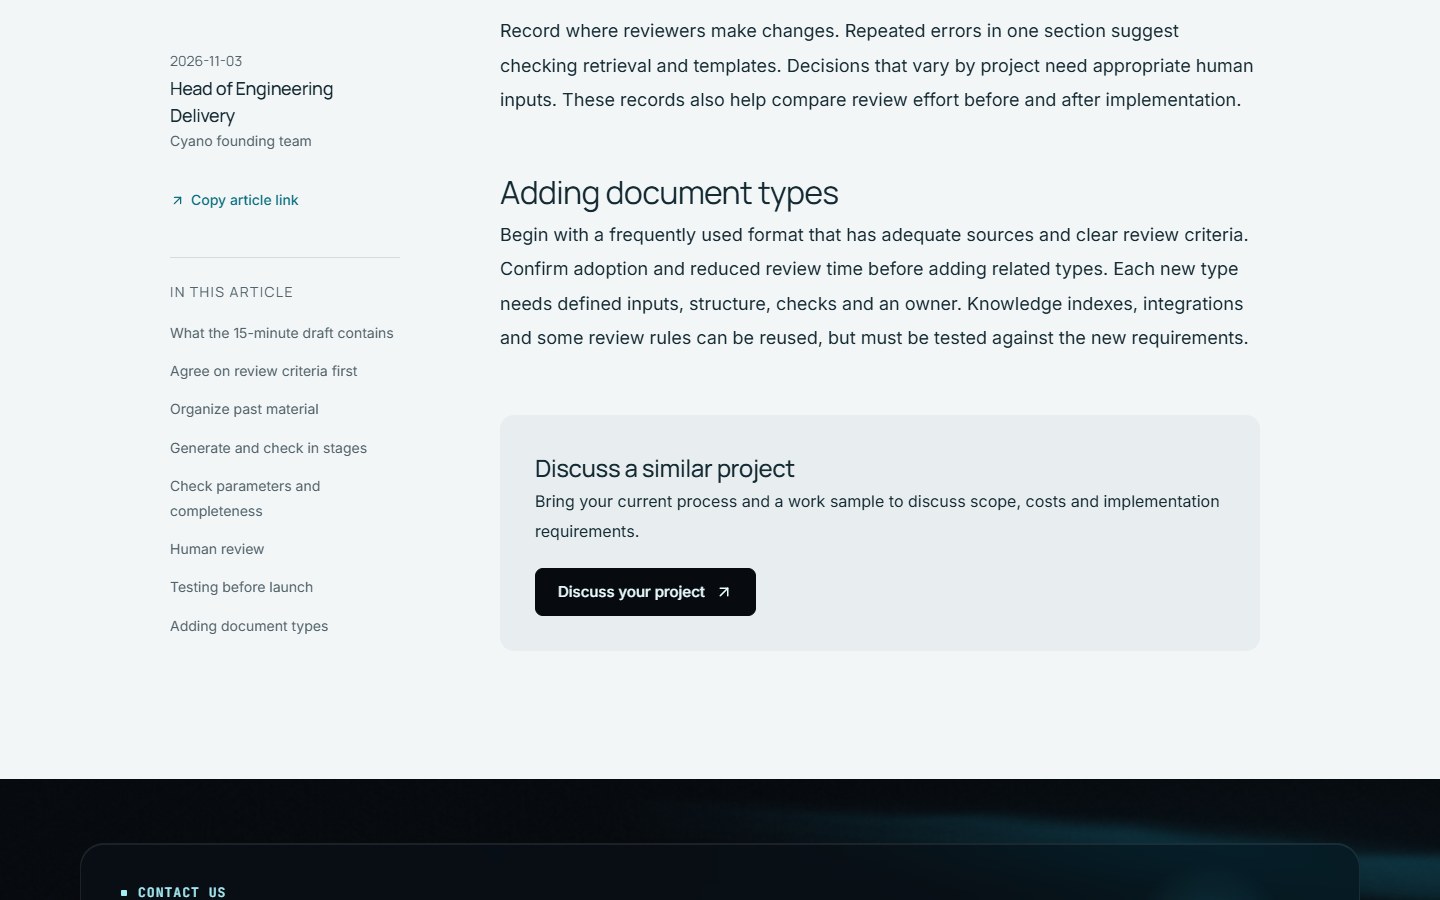 2026-11-03
Head of Engineering
Delivery
Cyano founding team
Copy article link
IN THIS ARTICLE
What the 15-minute draft contains
Agree on review criteria first
Organize past material
Generate and check in stages
Check parameters and
completeness
Human review
Testing before launch
Adding document types
Record where reviewers make changes. Repeated errors in one section suggest
checking retrieval and templates. Decisions that vary by project need appropriate human
inputs. These records also help compare review effort before and after implementation.
Adding document types
Begin with a frequently used format that has adequate sources and clear review criteria.
Confirm adoption and reduced review time before adding related types. Each new type
needs defined inputs, structure, checks and an owner. Knowledge indexes, integrations
and some review rules can be reused, but must be tested against the new requirements.
Discuss a similar project
Bring your current process and a work sample to discuss scope, costs and implementation
requirements.
Discuss your project
CONTACT US